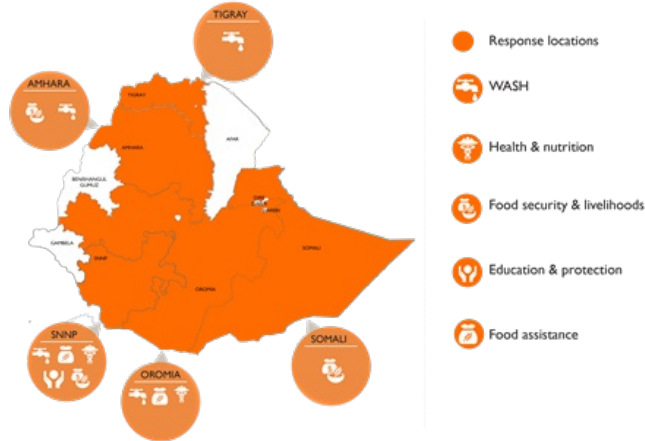 TIGRAY
AMHARA
TIGRAY
AMHARA
AFAR
BENISHANGUL
GUMUZ
GAMBELA
SNNP
OROMIA
SOMALI
SNNP
OROMIA
SOMALI
Response locations
WASH
Health & nutrition
Food security & livelihoods
Education & protection
Food assistance